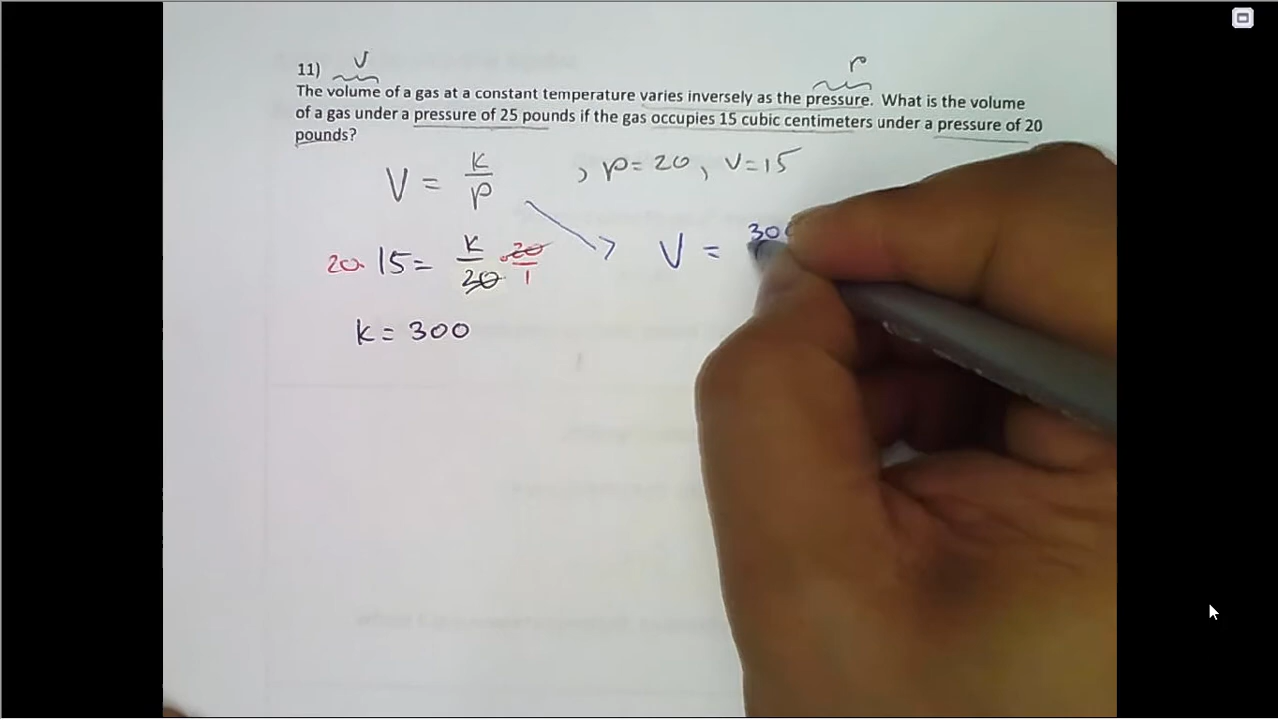 V r
11)
The volume of a gas at a constant temperature varies inversely as the pressure. What is the volume
of a gas under a pressure of 25 pounds if the gas occupies 15 cubic centimeters under a pressure of 20
pounds?
V = K/P , p=20, V=15
20· 15 = K/20 · 20/1
V = 30
k = 300